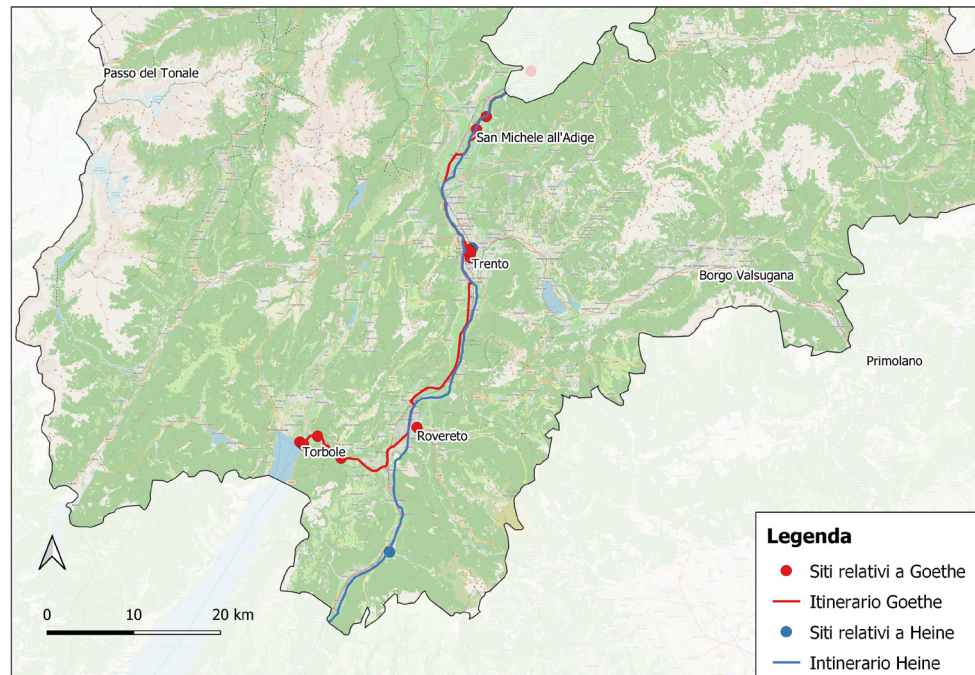 Passo del Tonale
San Michele all'Adige
Trento
Borgo Valsugana
Primolano
Rovereto
Torbole
0 10 20 km
Legenda
Siti relativi a Goethe
Itinerario Goethe
Siti relativi a Heine
Intinerario Heine